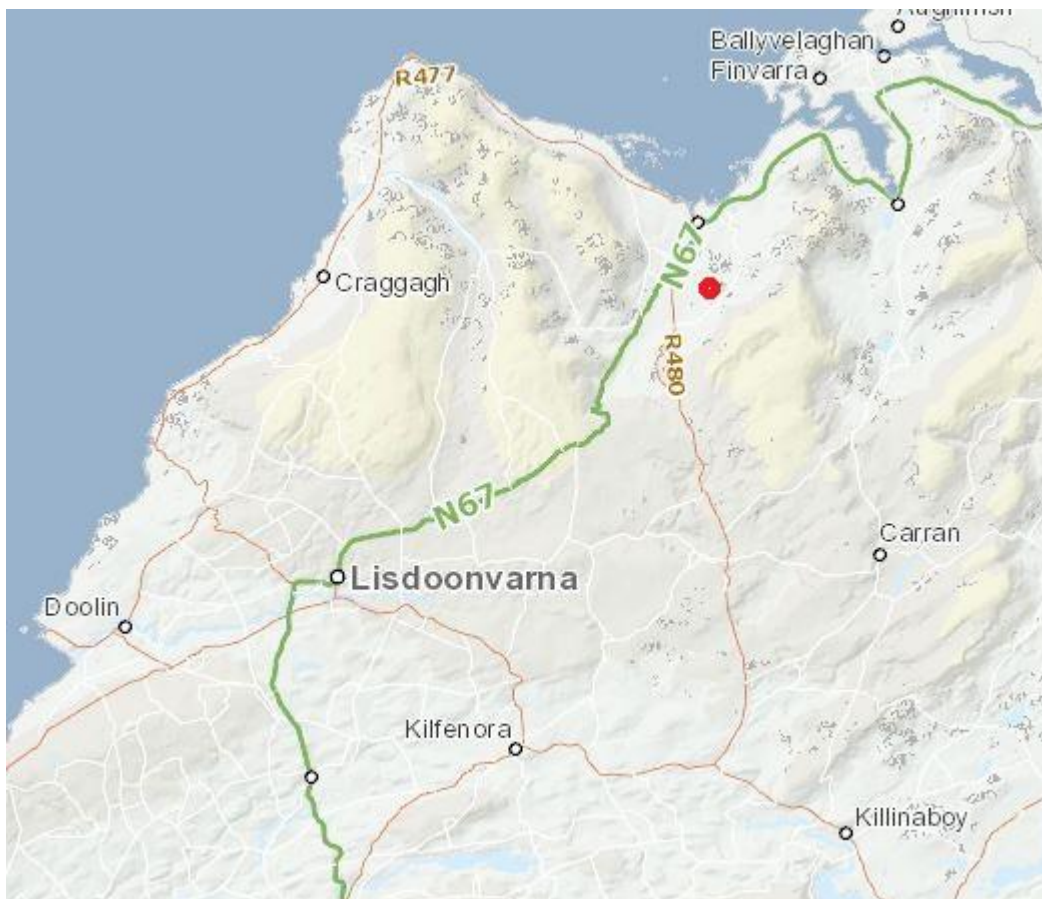 R477
Ballyvelaghan
Finvarra
N67
Craggagh
R480
N67
Carran
Lisdoonvarna
Doolin
Kilfenora
Killinaboy